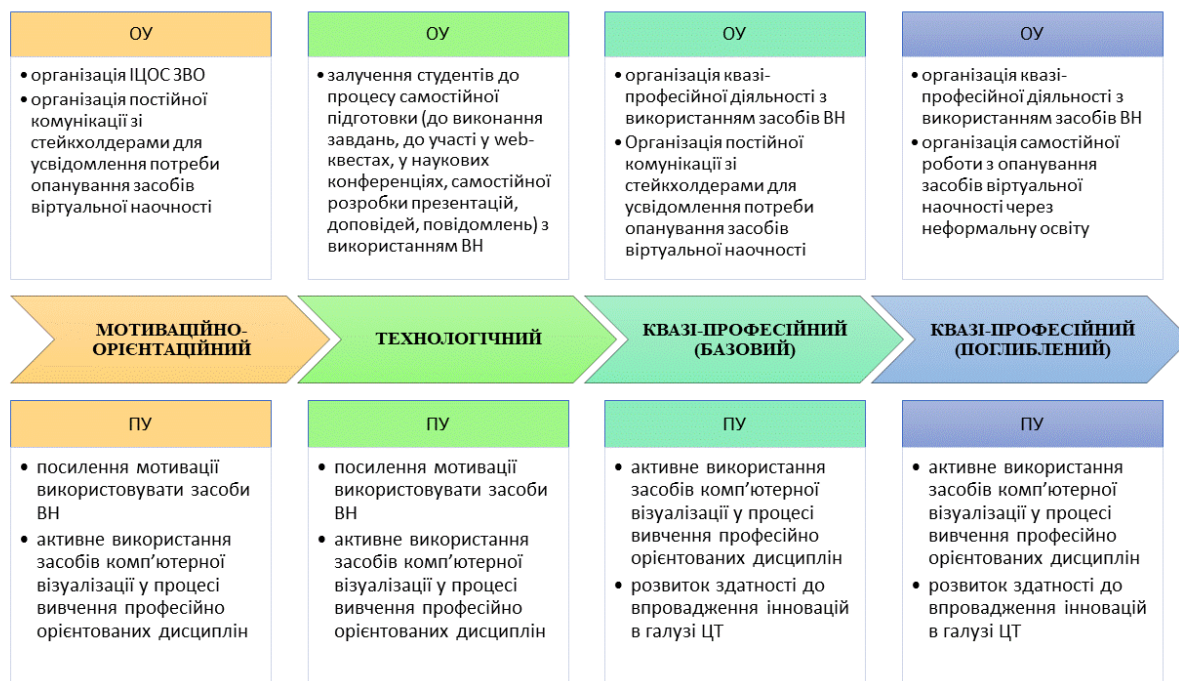 ОУ
• організація ІЦОС ЗВО
• організація постійної
комунікації зі
стейкхолдерами для
усвідомлення потреби
опанування засобів
віртуальної наочності
ОУ
• залучення студентів до
процесу самостійної
підготовки (до виконання
завдань, до участі у web-
квестах, у наукових
конференціях, самостійної
розробки презентацій,
доповідей, повідомлень) з
використанням ВН
ОУ
• організація квазі-
професійної діяльності з
використанням засобів ВН
• Організація постійної
комунікації зі
стейкхолдерами для
усвідомлення потреби
опанування засобів
віртуальної наочності
ОУ
• організація квазі-
професійної діяльності з
використанням засобів ВН
• організація самостійної
роботи з опанування
засобів віртуальної
наочності через
неформальну освіту
МОТИВАЦІЙНО-
ОРІЄНТАЦІЙНИЙ
ТЕХНОЛОГІЧНИЙ
КВАЗІ-ПРОФЕСІЙНИЙ
(БАЗОВИЙ)
КВАЗІ-ПРОФЕСІЙНИЙ
(ПОГЛИБЛЕНИЙ)
ПУ
• посилення мотивації
використовувати засоби
ВН
• активне використання
засобів комп’ютерної
візуалізації у процесі
вивчення професійно
орієнтованих дисциплін
ПУ
• посилення мотивації
використовувати засоби
ВН
• активне використання
засобів комп’ютерної
візуалізації у процесі
вивчення професійно
орієнтованих дисциплін
ПУ
• активне використання
засобів комп’ютерної
візуалізації у процесі
вивчення професійно
орієнтованих дисциплін
• розвиток здатності до
впровадження інновацій
в галузі ЦТ
ПУ
• активне використання
засобів комп’ютерної
візуалізації у процесі
вивчення професійно
орієнтованих дисциплін
• розвиток здатності до
впровадження інновацій
в галузі ЦТ